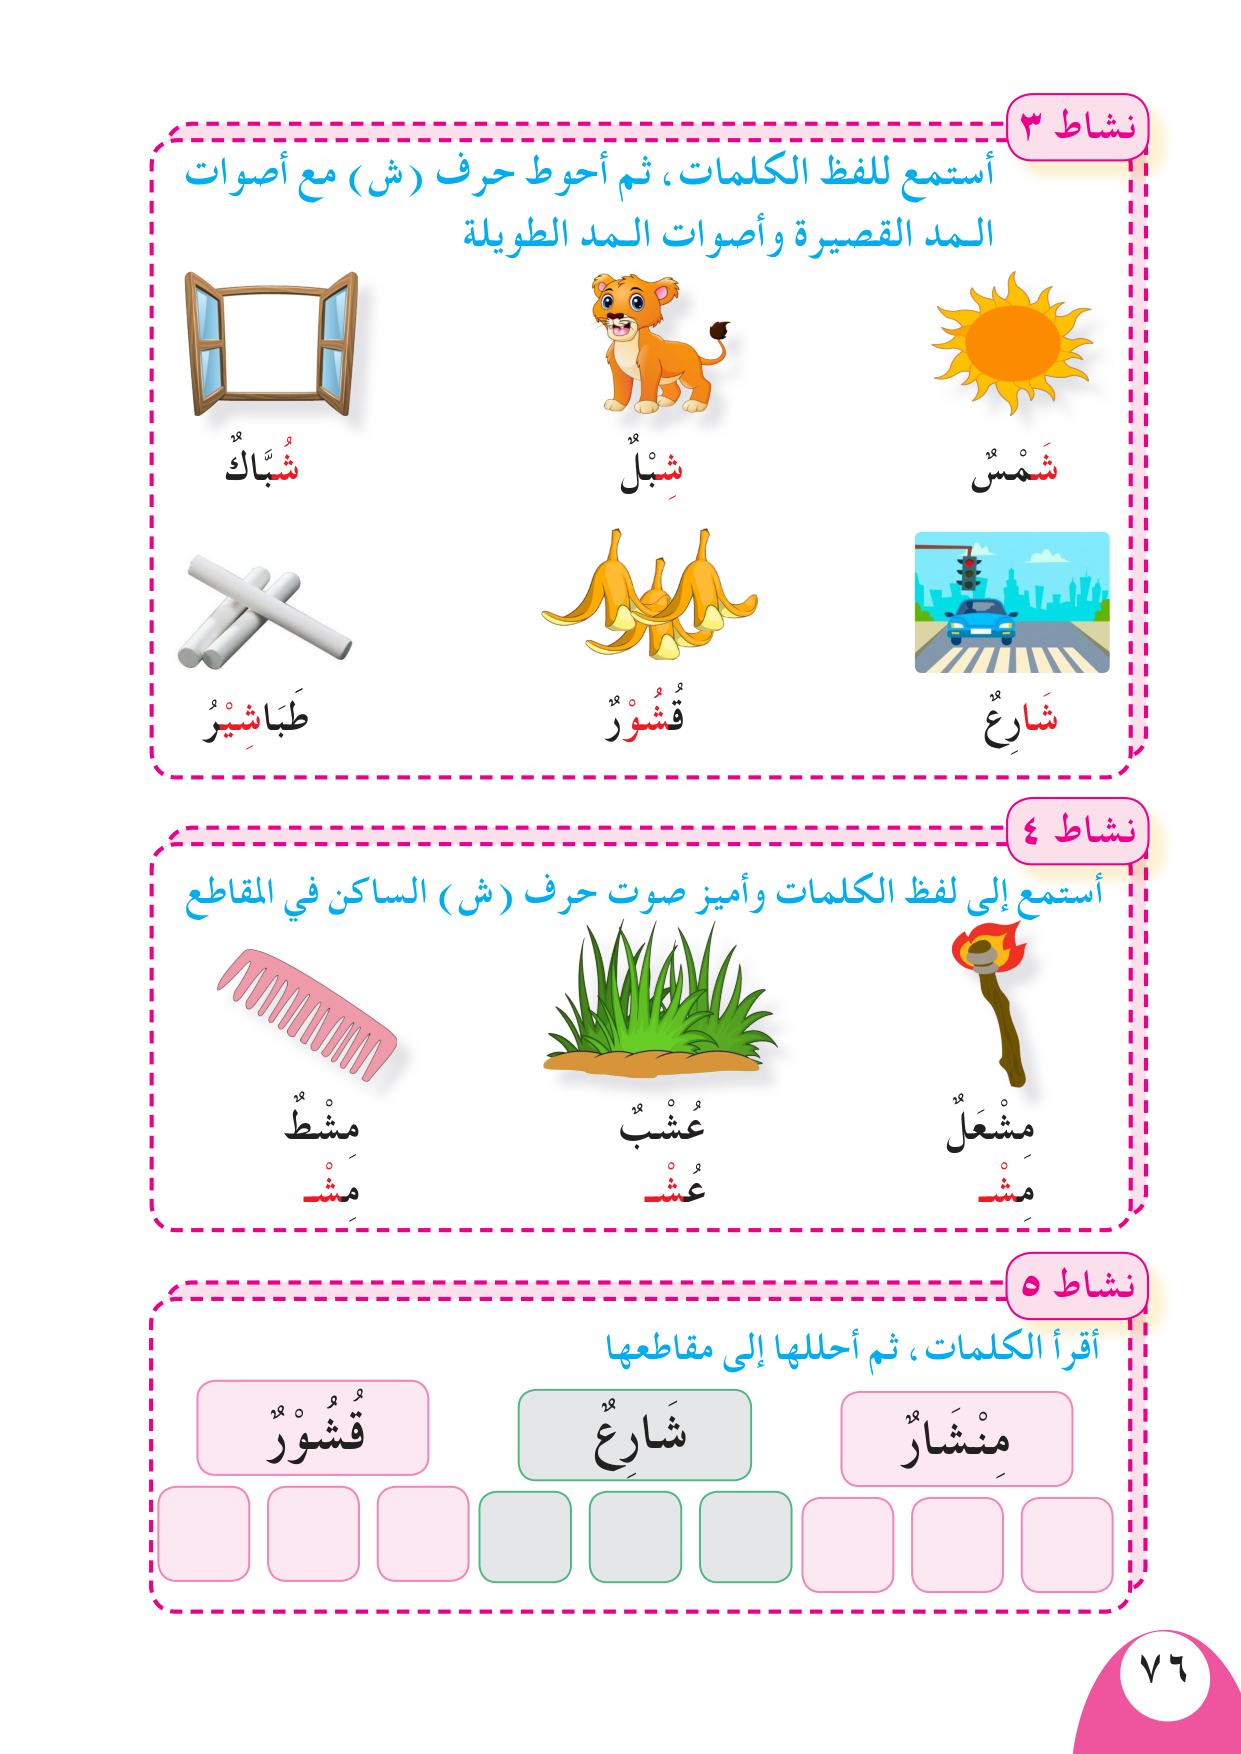 نشاط ٣
أستمع للفظ الكلمات، ثم أحوط حرف (ش) مع أصوات
المد القصيرة وأصوات المد الطويلة
شَمْسٌ شِبْلٌ شُبَّاكٌ
شَارِعٌ قُشُوْرٌ طَبَاشِيْرُ
نشاط ٤
أستمع إلى لفظ الكلمات وأميز صوت حرف (ش) الساكن في المقاطع
مِشْعَلٌ عُشْبٌ مِشْطٌ
مِشْـ عُشْـ مِشْـ
نشاط ٥
أقرأ الكلمات، ثم أحللها إلى مقاطعها
مِنْشَارٌ شَارِعٌ قُشُوْرٌ
٧٦